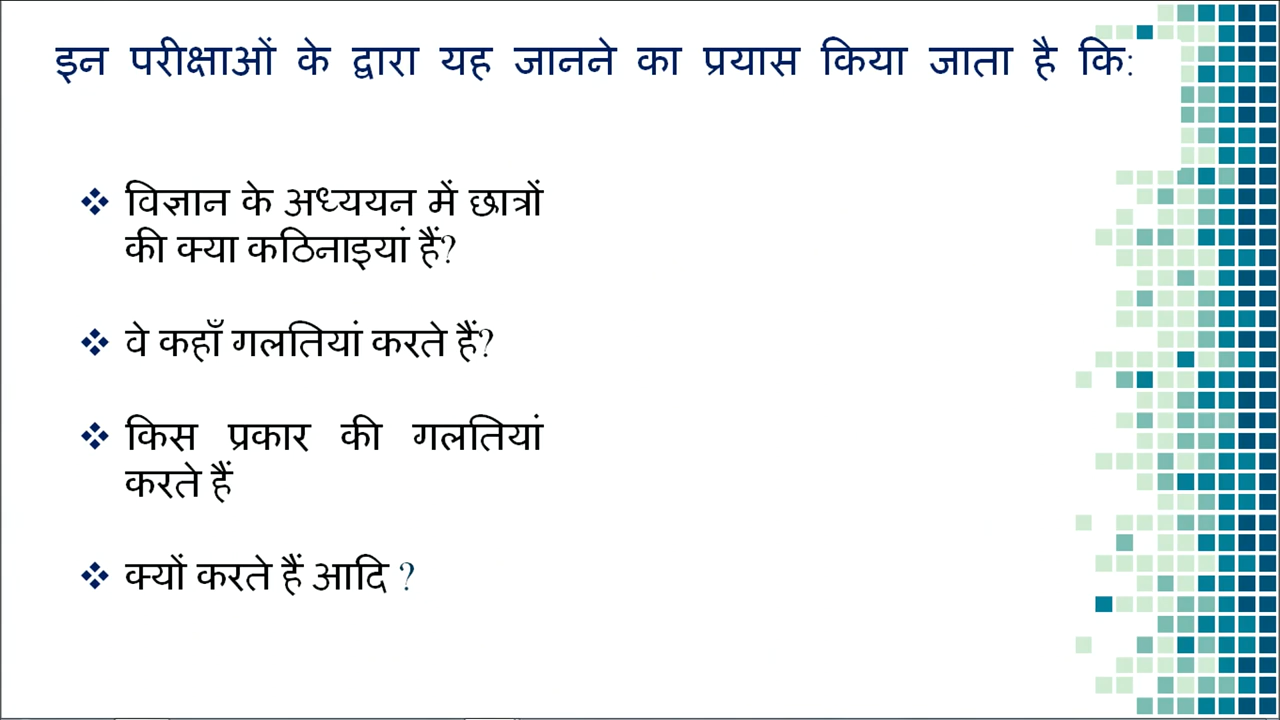 इन परीक्षाओं के द्वारा यह जानने का प्रयास किया जाता है कि:
❖ विज्ञान के अध्ययन में छात्रों
की क्या कठिनाइयां हैं?
❖ वे कहाँ गलतियां करते हैं?
❖ किस प्रकार की गलतियां
करते हैं
❖ क्यों करते हैं आदि ?